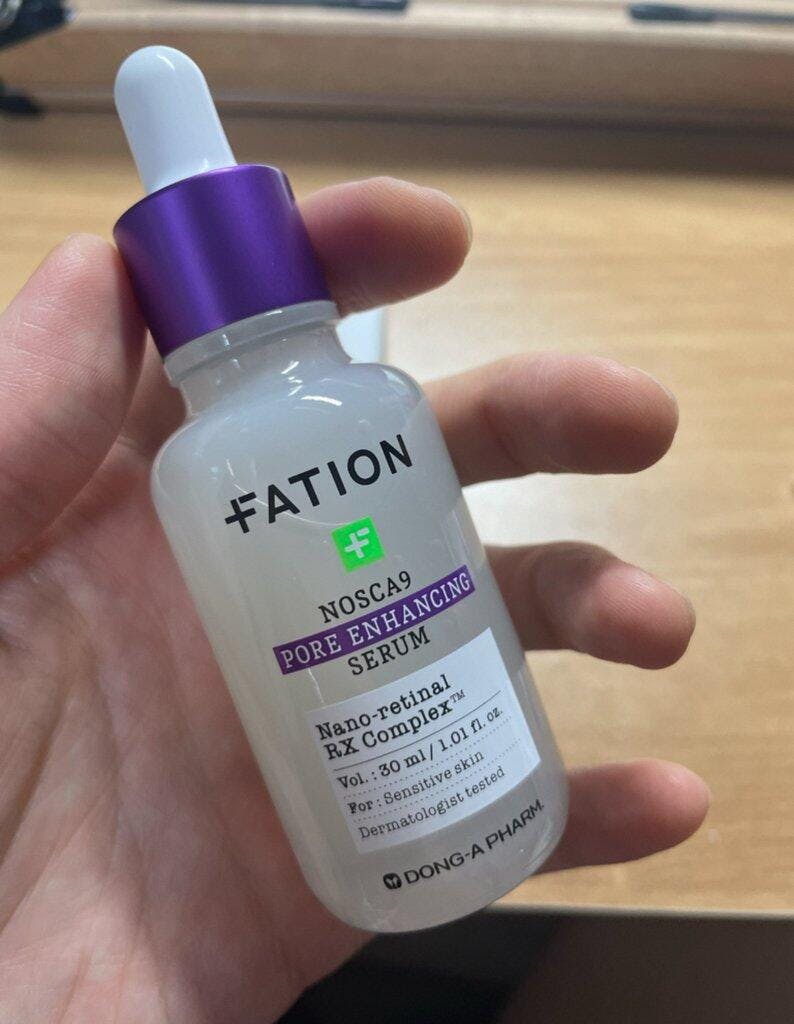 FATION
NOSCA9
PORE ENHANCING
SERUM
Nano-retinal
RX Complex™
Vol. : 30 ml / 1.01 fl. oz.
For : Sensitive skin
Dermatologist tested
DONG-A PHARM.